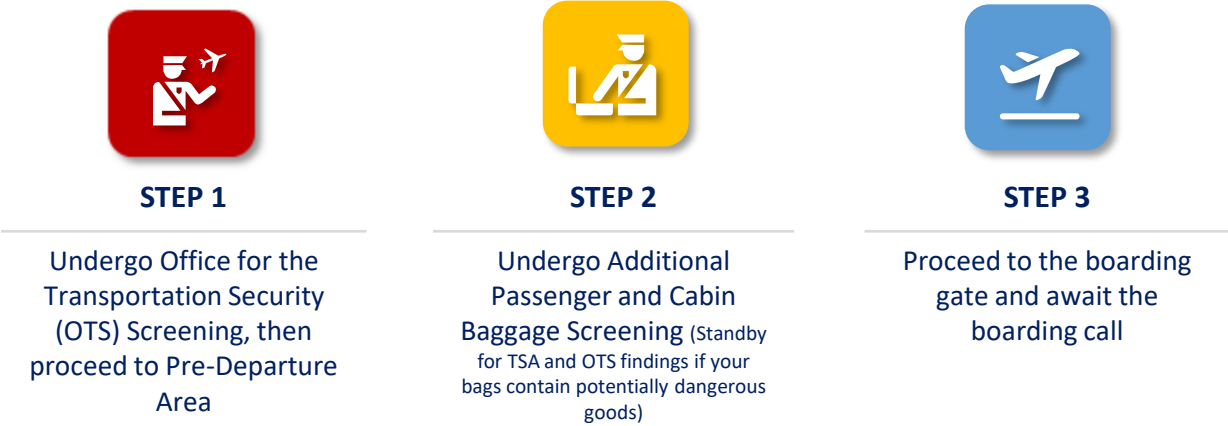 STEP 1
Undergo Office for the
Transportation Security
(OTS) Screening, then
proceed to Pre-Departure
Area
STEP 2
Undergo Additional
Passenger and Cabin
Baggage Screening (Standby
for TSA and OTS findings if your
bags contain potentially dangerous
goods)
STEP 3
Proceed to the boarding
gate and await the
boarding call